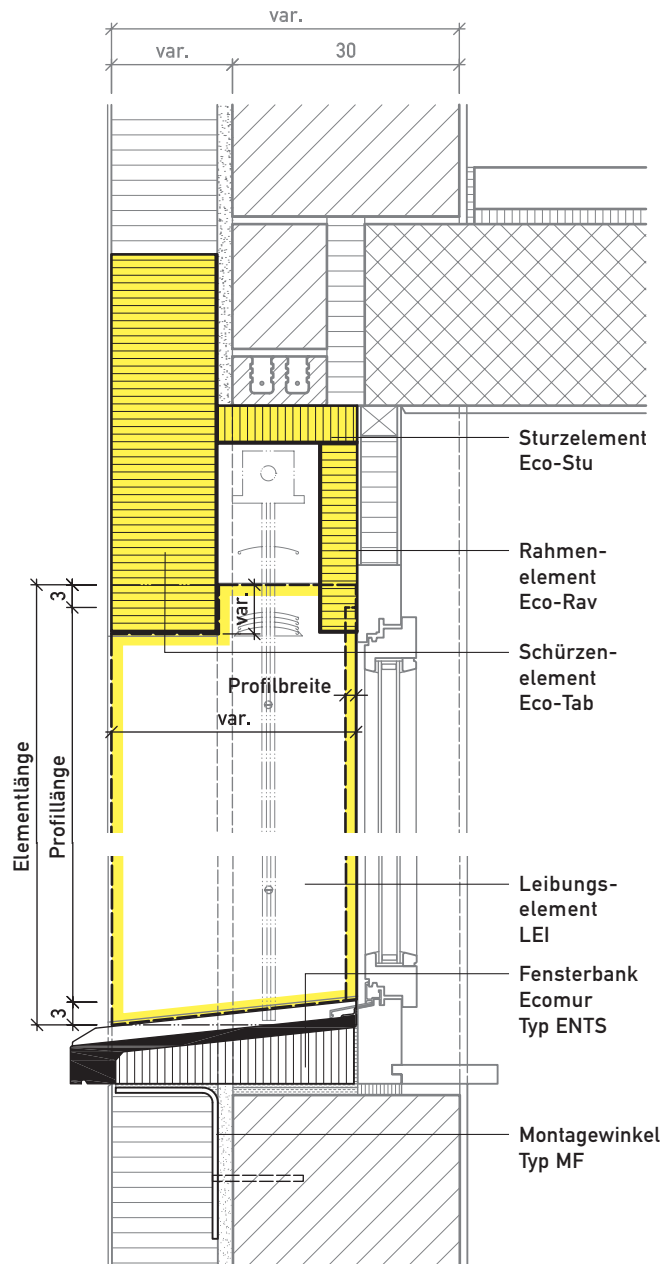 var.
var.
30
Sturzelement
Eco-Stu
Rahmen-
element
Eco-Rav
3
var.
Schürzen-
element
Eco-Tab
Profilbreite
var.
Elementlänge
Profillänge
Leibungs-
element
LEI
Fensterbank
Ecomur
Typ ENTS
3
Montagewinkel
Typ MF